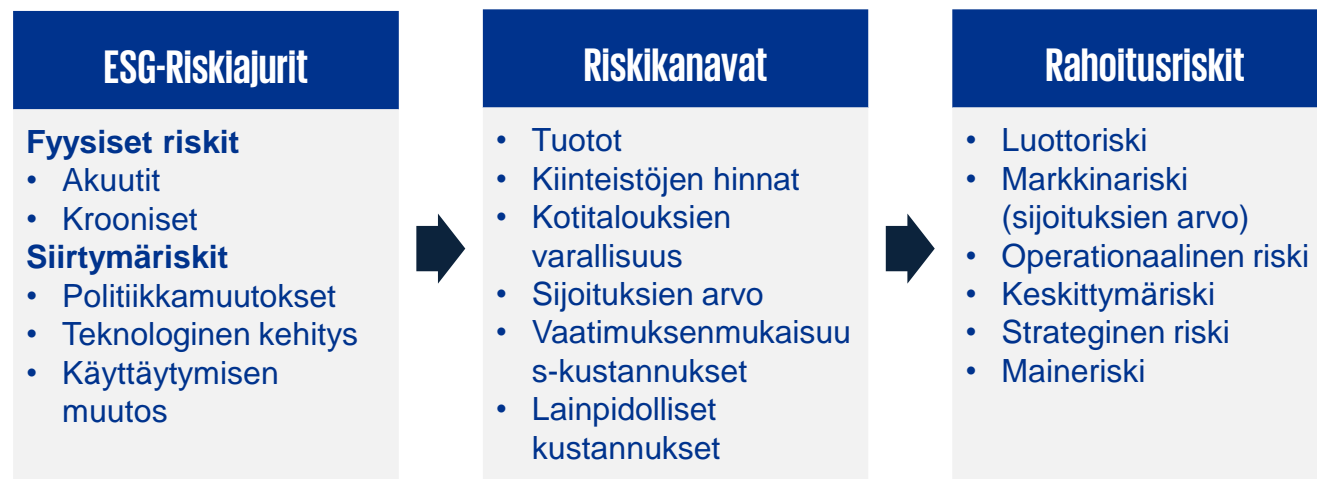 ESG-Riskiajurit
Fyysiset riskit
• Akuutit
• Krooniset
Siirtymäriskit
• Politiikkamuutokset
• Teknologinen kehitys
• Käyttäytymisen
muutos
Riskikanavat
• Tuotot
• Kiinteistöjen hinnat
• Kotitalouksien
varallisuus
• Sijoituksien arvo
• Vaatimuksenmukaisuu
s-kustannukset
• Lainpidolliset
kustannukset
Rahoitusriskit
• Luottoriski
• Markkinariski
(sijoituksien arvo)
• Operationaalinen riski
• Keskittymäriski
• Strateginen riski
• Maineriski